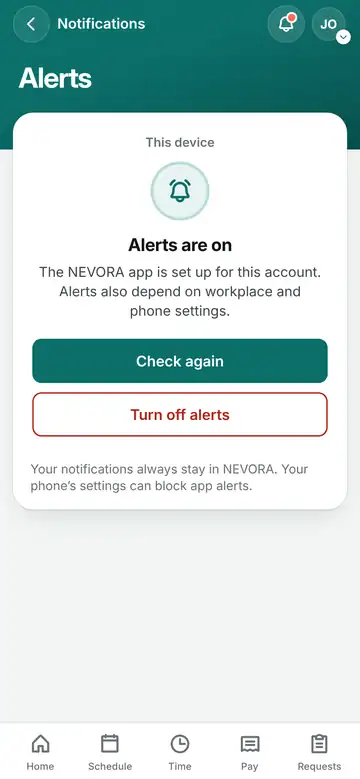 Notifications
JO
Alerts
This device
Alerts are on
The NEVORA app is set up for this account.
Alerts also depend on workplace and
phone settings.
Check again
Turn off alerts
Your notifications always stay in NEVORA. Your
phone’s settings can block app alerts.
Home
Schedule
Time
Pay
Requests